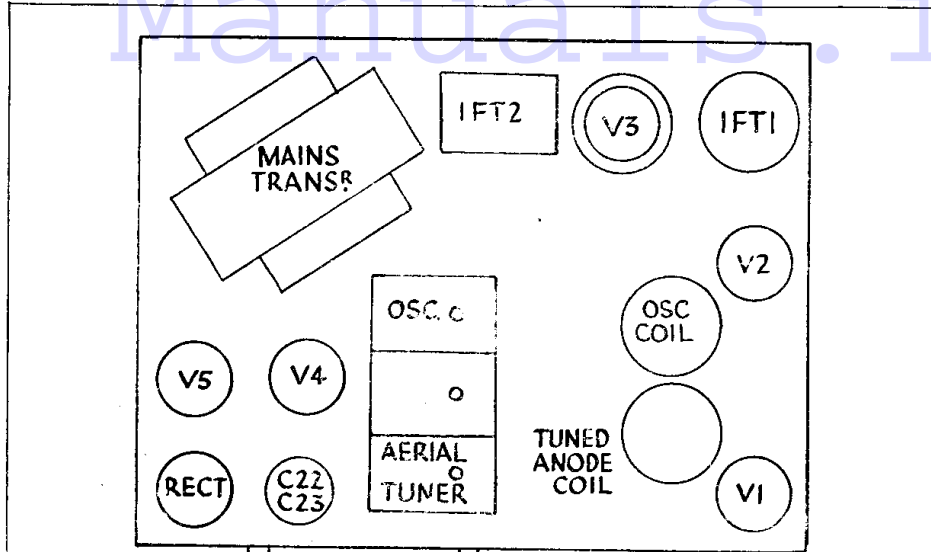 Manuals.
IFT2
V3
IFT1
MAINS
TRANSR.
V2
OSC.
OSC
COIL
V5
V4
AERIAL
TUNER
TUNED
ANODE
COIL
RECT
C22
C23
V1